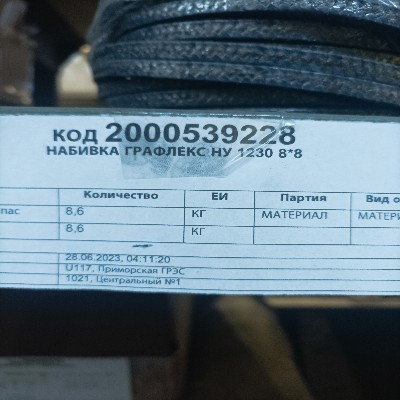 КОД 2000539228
НАБИВКА ГРАФЛЕКС НУ 1230 8*8
Количество ЕИ Партия Вид о
пас 8,6 КГ МАТЕРИАЛ МАТЕРИ
8,6 КГ
28.06.2023, 04:11:20
U117, Приморская ГРЭС
1021, Центральный №1